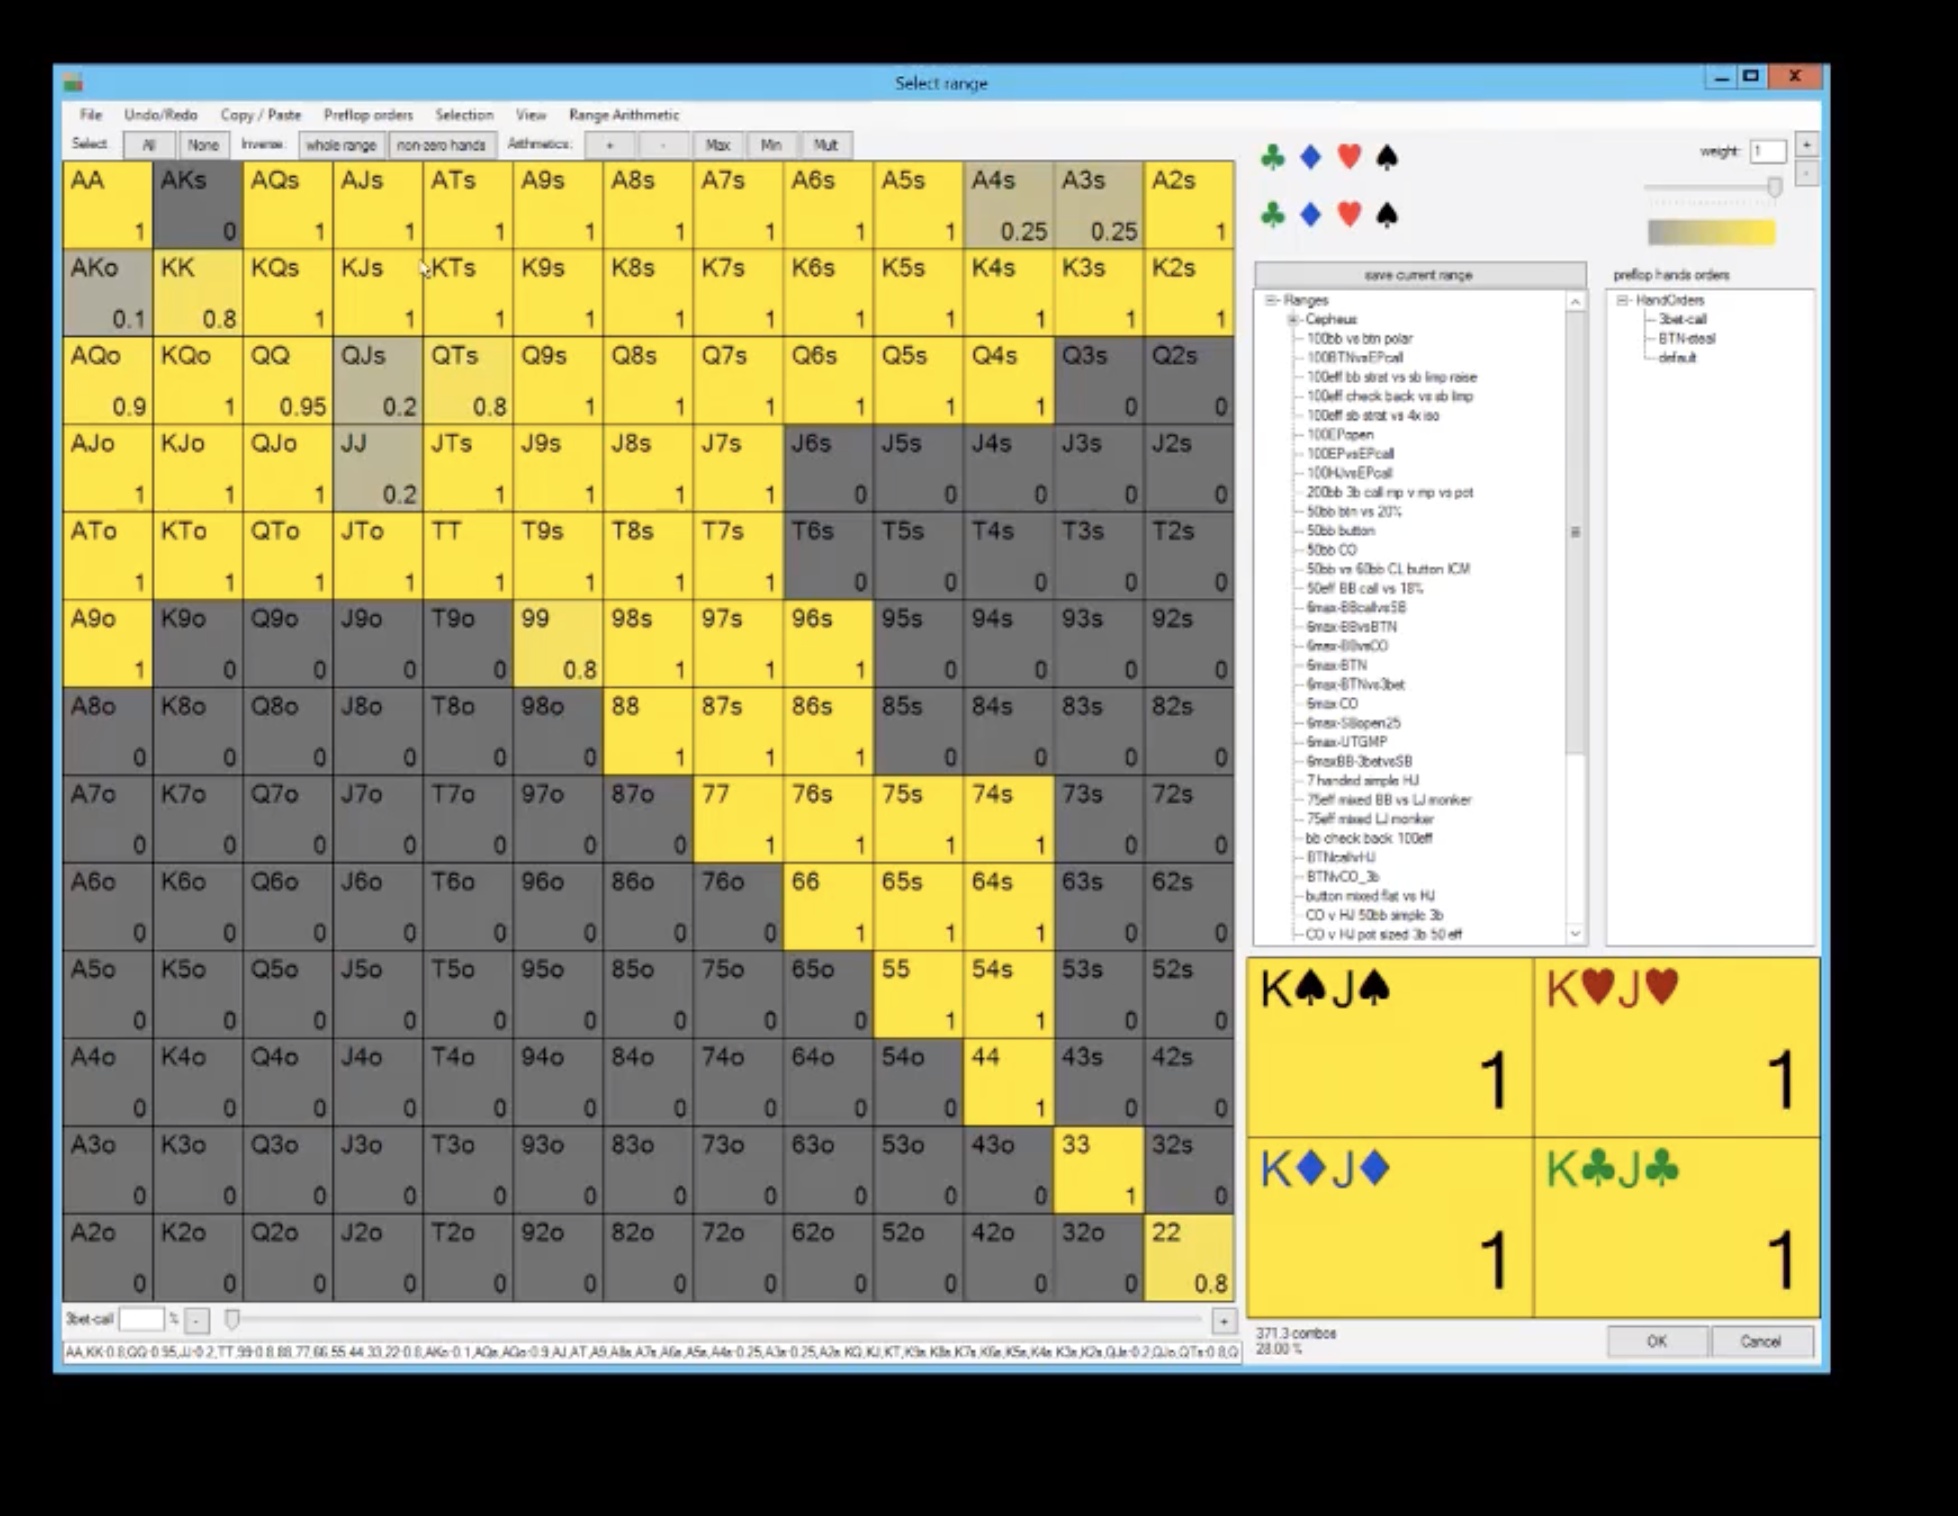 Select range
File Undo/Redo Copy / Paste Preflop orders Selection View Range Arithmetic
Select: All None Inverse: whole range non-zero hands Arithmetics: + - Max Min Mult
AA AKs AQs AJs ATs A9s A8s A7s A6s A5s A4s A3s A2s
1 0 1 1 1 1 1 1 1 1 0.25 0.25 1
AKo KK KQs KJs KTs K9s K8s K7s K6s K5s K4s K3s K2s
0.1 0.8 1 1 1 1 1 1 1 1 1 1 1
AQo KQo QQ QJs QTs Q9s Q8s Q7s Q6s Q5s Q4s Q3s Q2s
0.9 1 0.95 0.2 0.8 1 1 1 1 1 1 0 0
AJo KJo QJo JJ JTs J9s J8s J7s J6s J5s J4s J3s J2s
1 1 1 0.2 1 1 1 1 0 0 0 0 0
ATo KTo QTo JTo TT T9s T8s T7s T6s T5s T4s T3s T2s
1 1 1 1 1 1 1 1 0 0 0 0 0
A9o K9o Q9o J9o T9o 99 98s 97s 96s 95s 94s 93s 92s
1 0 0 0 0 0.8 1 1 1 0 0 0 0
A8o K8o Q8o J8o T8o 98o 88 87s 86s 85s 84s 83s 82s
0 0 0 0 0 0 1 1 1 0 0 0 0
A7o K7o Q7o J7o T7o 97o 87o 77 76s 75s 74s 73s 72s
0 0 0 0 0 0 0 1 1 1 1 0 0
A6o K6o Q6o J6o T6o 96o 86o 76o 66 65s 64s 63s 62s
0 0 0 0 0 0 0 0 1 1 1 0 0
A5o K5o Q5o J5o T5o 95o 85o 75o 65o 55 54s 53s 52s
0 0 0 0 0 0 0 0 0 1 1 0 0
A4o K4o Q4o J4o T4o 94o 84o 74o 64o 54o 44 43s 42s
0 0 0 0 0 0 0 0 0 0 1 0 0
A3o K3o Q3o J3o T3o 93o 83o 73o 63o 53o 43o 33 32s
0 0 0 0 0 0 0 0 0 0 0 1 0
A2o K2o Q2o J2o T2o 92o 82o 72o 62o 52o 42o 32o 22
0 0 0 0 0 0 0 0 0 0 0 0 0.8
3bet-call % - +
AA,KK:0.8,QQ:0.95,JJ:0.2,TT,99:0.8,88,77,66,55,44,33,22:0.8,AKo:0.1,AQs,AQo:0.9,AJ,AT,A9,A8s,A7s,A6s,A5s,A4s:0.25,A3s:0.25,A2s,KQ,KJ,KT,K9s,K8s,K7s,K6s,K5s,K4s,K3s,K2s,QJs:0.2,QJo,QTs:0.8,Q
♣ ♦ ♥ ♠
♣ ♦ ♥ ♠
weight: 1 + -
save current range
Ranges
Cepheus
100bb vs btn polar
100BTNvsEPcall
100eff bb strat vs sb limp raise
100eff check back vs sb limp
100eff sb strat vs 4x iso
100EPopen
100EPvsEPcall
100HJvsEPcall
200bb 3b call mp v mp vs pot
50bb btn vs 20%
50bb button
50bb CO
50bb vs 60bb CL button ICM
50eff BB call vs 18%
6max-BBcallvsSB
6max-BBvsBTN
6max-BBvsCO
6max-BTN
6max-BTNvs3bet
6max-CO
6max-SBopen25
6max-UTGMP
6maxBB-3betvsSB
7 handed simple HJ
75eff mixed BB vs LJ monker
75eff mixed LJ monker
bb check back 100eff
BTNcallvHJ
BTNvCO_3b
button mixed flat vs HJ
CO v HJ 50bb simple 3b
CO v HJ pot sized 3b 50 eff
preflop hands orders
HandOrders
3bet-call
BTN-steal
default
K♠J♠ K♥J♥
1 1
K♦J♦ K♣J♣
1 1
371.3 combos
28.00 %
OK Cancel